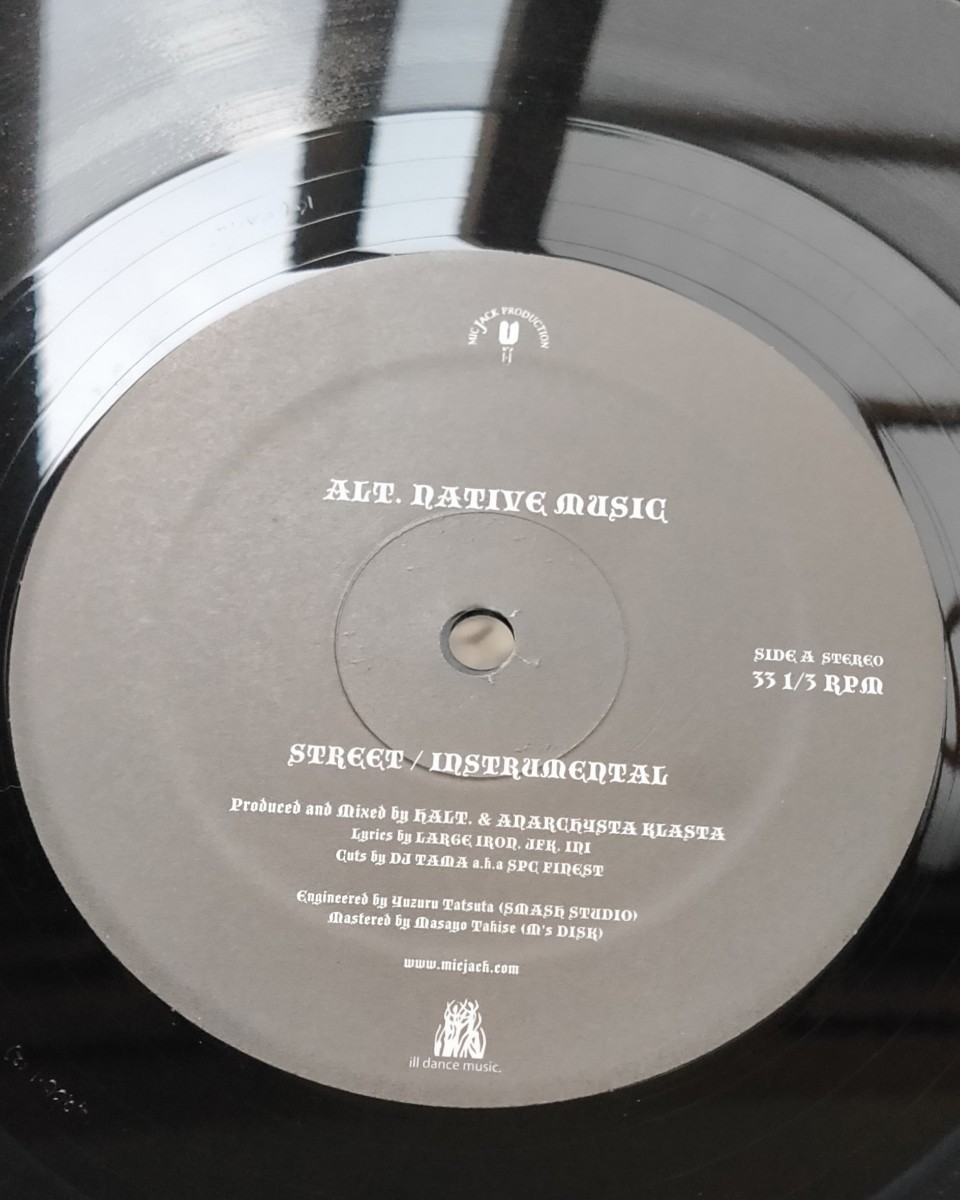 MIC JACK PRODUCTION
ALT. NATIVE MUSIC
SIDE A STEREO
33 1/3 RPM
STREET / INSTRUMENTAL
Produced and Mixed by HALT. & ANARCHYSTA KLASTA
Lyrics by LARGE IRON, JFK, INI
Cuts by DJ TAMA a.k.a SPC FINEST
Engineered by Yuzuru Tatsuta (SMASH STUDIO)
Mastered by Masayo Takise (M's DISK)
www.micjack.com
ill dance music.